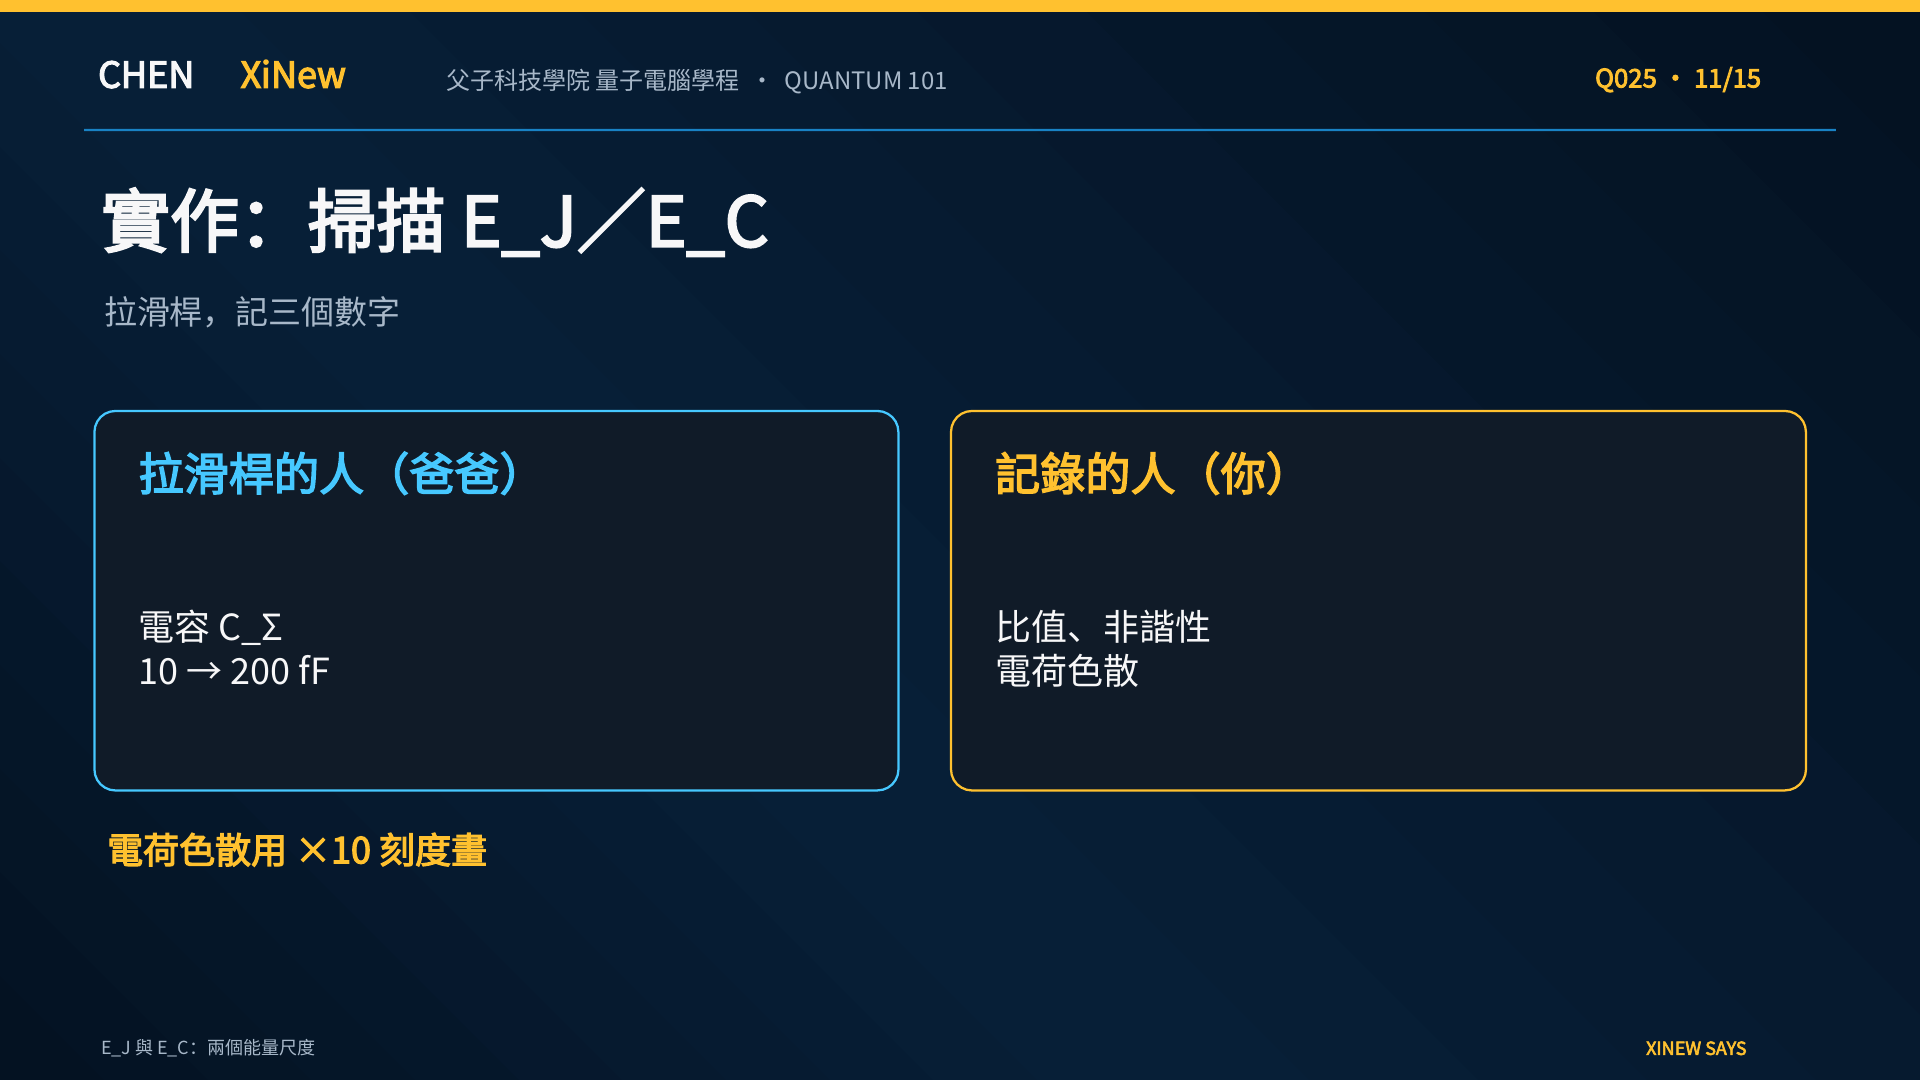 CHEN XiNew 父子科技學院 量子電腦學程 • QUANTUM 101 Q025 • 11/15
實作：掃描 E_J／E_C
拉滑桿，記三個數字
拉滑桿的人（爸爸）
電容 C_Σ
10 → 200 fF
記錄的人（你）
比值、非諧性
電荷色散
電荷色散用 ×10 刻度畫
E_J 與 E_C：兩個能量尺度 XINEW SAYS